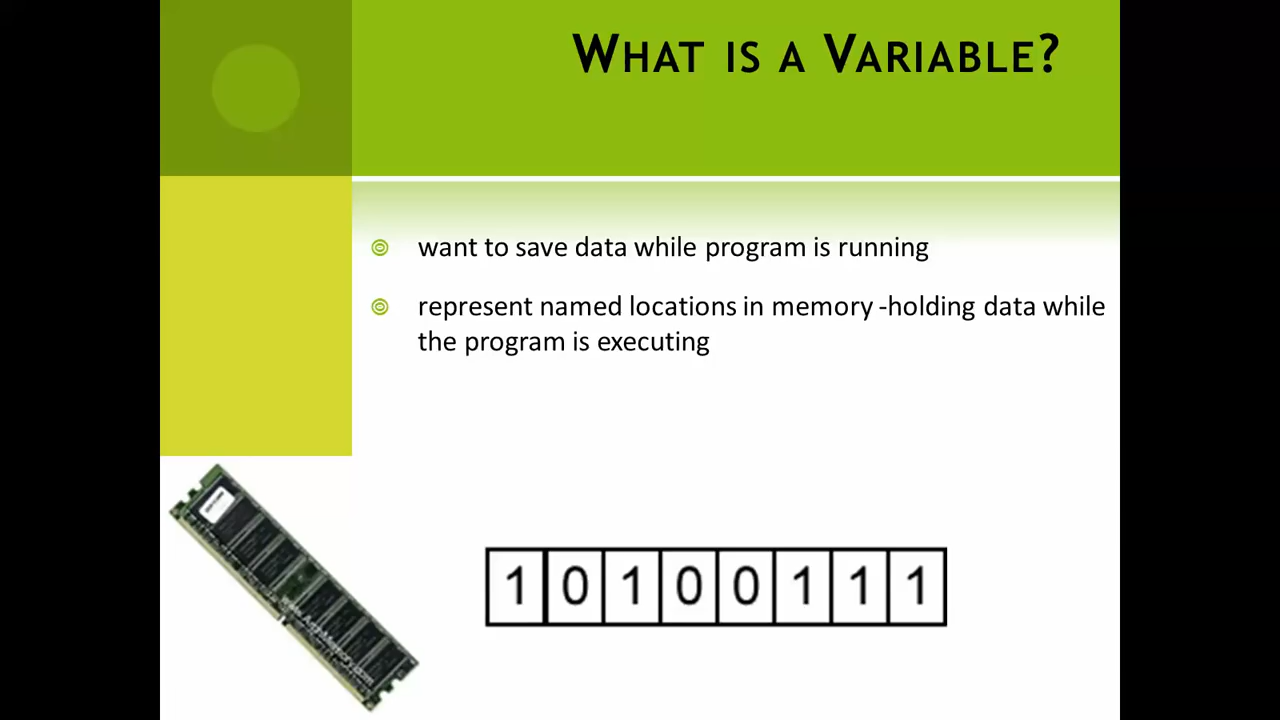 WHAT IS A VARIABLE?
want to save data while program is running
represent named locations in memory -holding data while
the program is executing
1 0 1 0 0 1 1 1